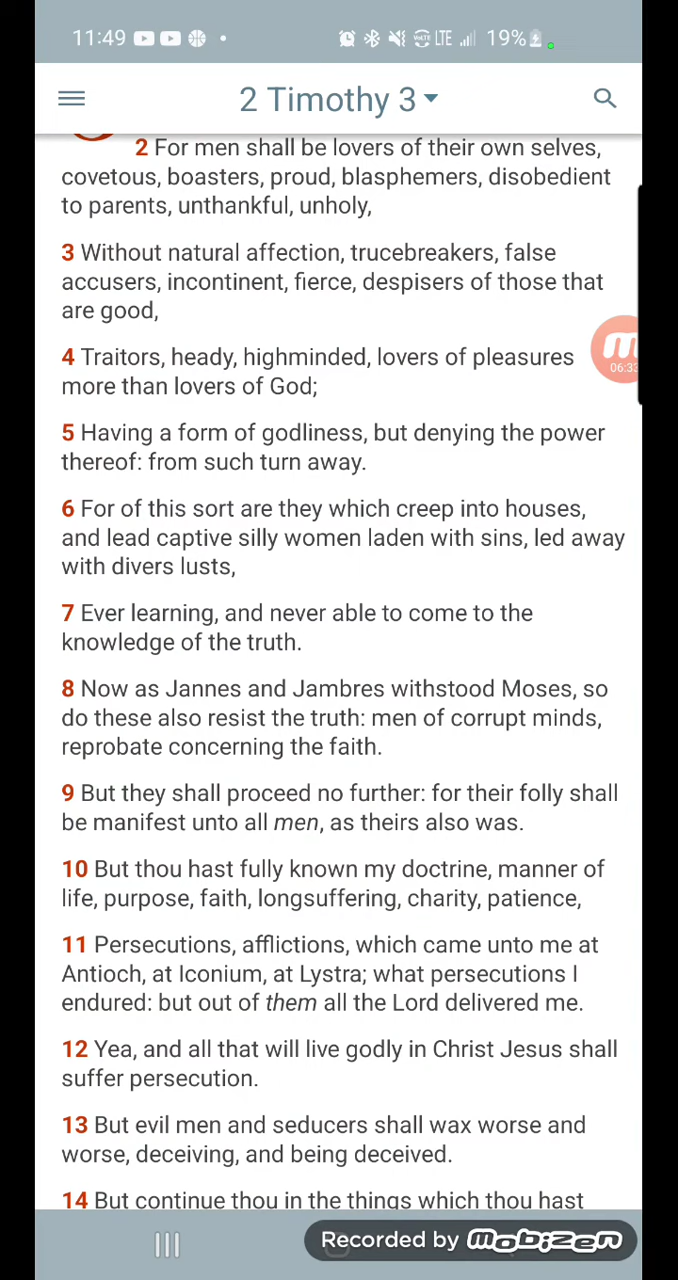 11:49 LTE 19%
2 Timothy 3
2 For men shall be lovers of their own selves,
covetous, boasters, proud, blasphemers, disobedient
to parents, unthankful, unholy,
3 Without natural affection, trucebreakers, false
accusers, incontinent, fierce, despisers of those that
are good,
4 Traitors, heady, highminded, lovers of pleasures
more than lovers of God;
m
06:33
5 Having a form of godliness, but denying the power
thereof: from such turn away.
6 For of this sort are they which creep into houses,
and lead captive silly women laden with sins, led away
with divers lusts,
7 Ever learning, and never able to come to the
knowledge of the truth.
8 Now as Jannes and Jambres withstood Moses, so
do these also resist the truth: men of corrupt minds,
reprobate concerning the faith.
9 But they shall proceed no further: for their folly shall
be manifest unto all men, as theirs also was.
10 But thou hast fully known my doctrine, manner of
life, purpose, faith, longsuffering, charity, patience,
11 Persecutions, afflictions, which came unto me at
Antioch, at Iconium, at Lystra; what persecutions I
endured: but out of them all the Lord delivered me.
12 Yea, and all that will live godly in Christ Jesus shall
suffer persecution.
13 But evil men and seducers shall wax worse and
worse, deceiving, and being deceived.
14 But continue thou in the things which thou hast
Recorded by Mobizen